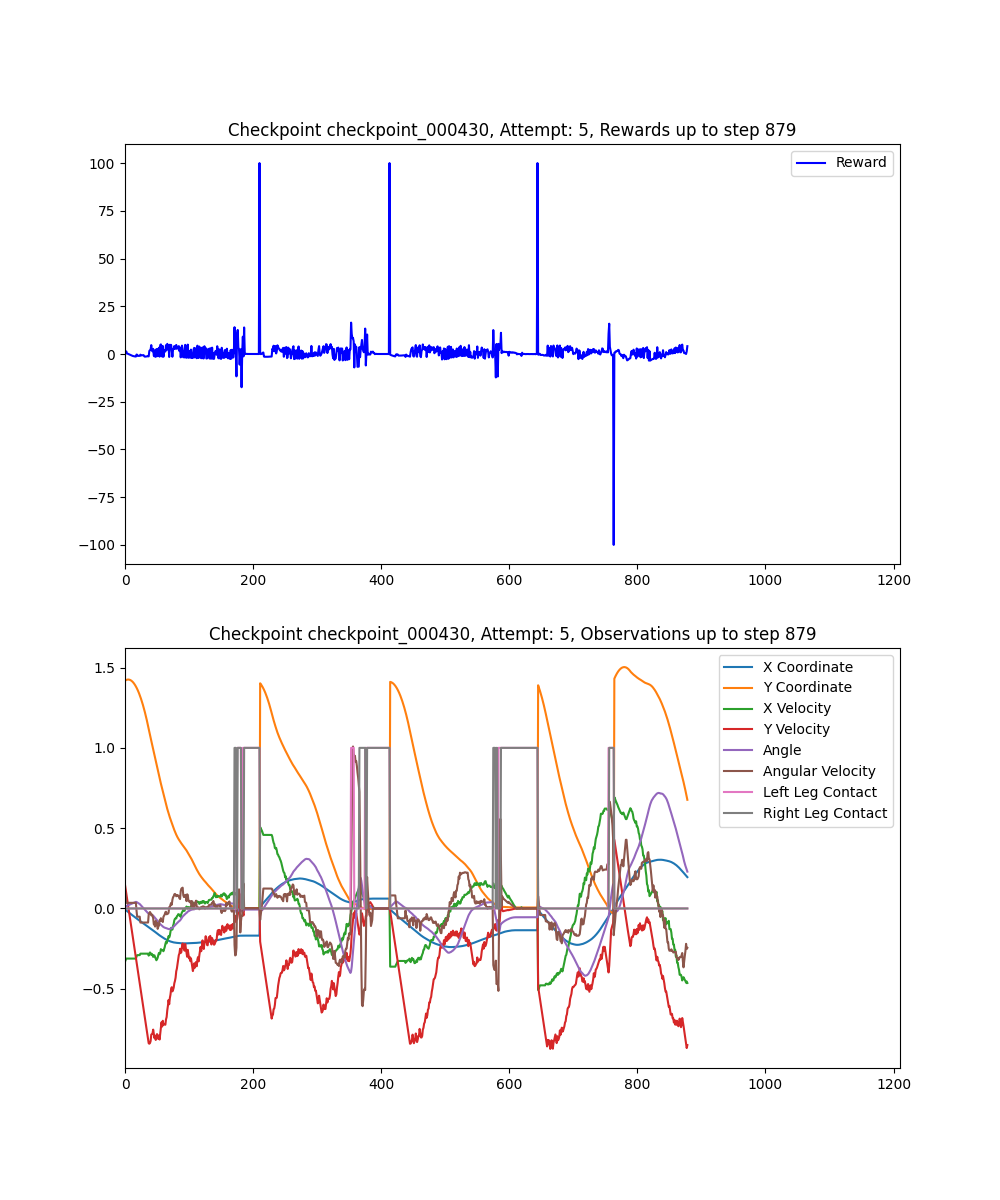 Checkpoint checkpoint_000430, Attempt: 5, Rewards up to step 879
100
75
50
25
0
−25
−50
−75
−100
Reward
0 200 400 600 800 1000 1200
Checkpoint checkpoint_000430, Attempt: 5, Observations up to step 879
1.5
1.0
0.5
0.0
−0.5
X Coordinate
Y Coordinate
X Velocity
Y Velocity
Angle
Angular Velocity
Left Leg Contact
Right Leg Contact
0 200 400 600 800 1000 1200